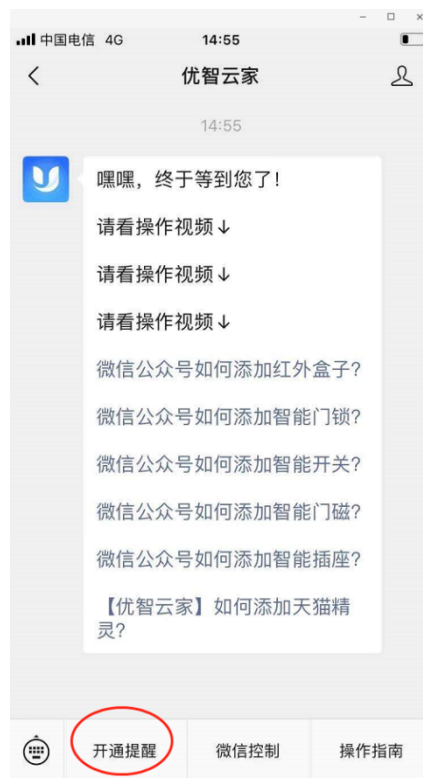 中国电信 4G 14:55
优智云家
14:55
嘿嘿，终于等到您了！
请看操作视频↓
请看操作视频↓
请看操作视频↓
微信公众号如何添加红外盒子？
微信公众号如何添加智能门锁？
微信公众号如何添加智能开关？
微信公众号如何添加智能门磁？
微信公众号如何添加智能插座？
【优智云家】如何添加天猫精
灵？
开通提醒 微信控制 操作指南